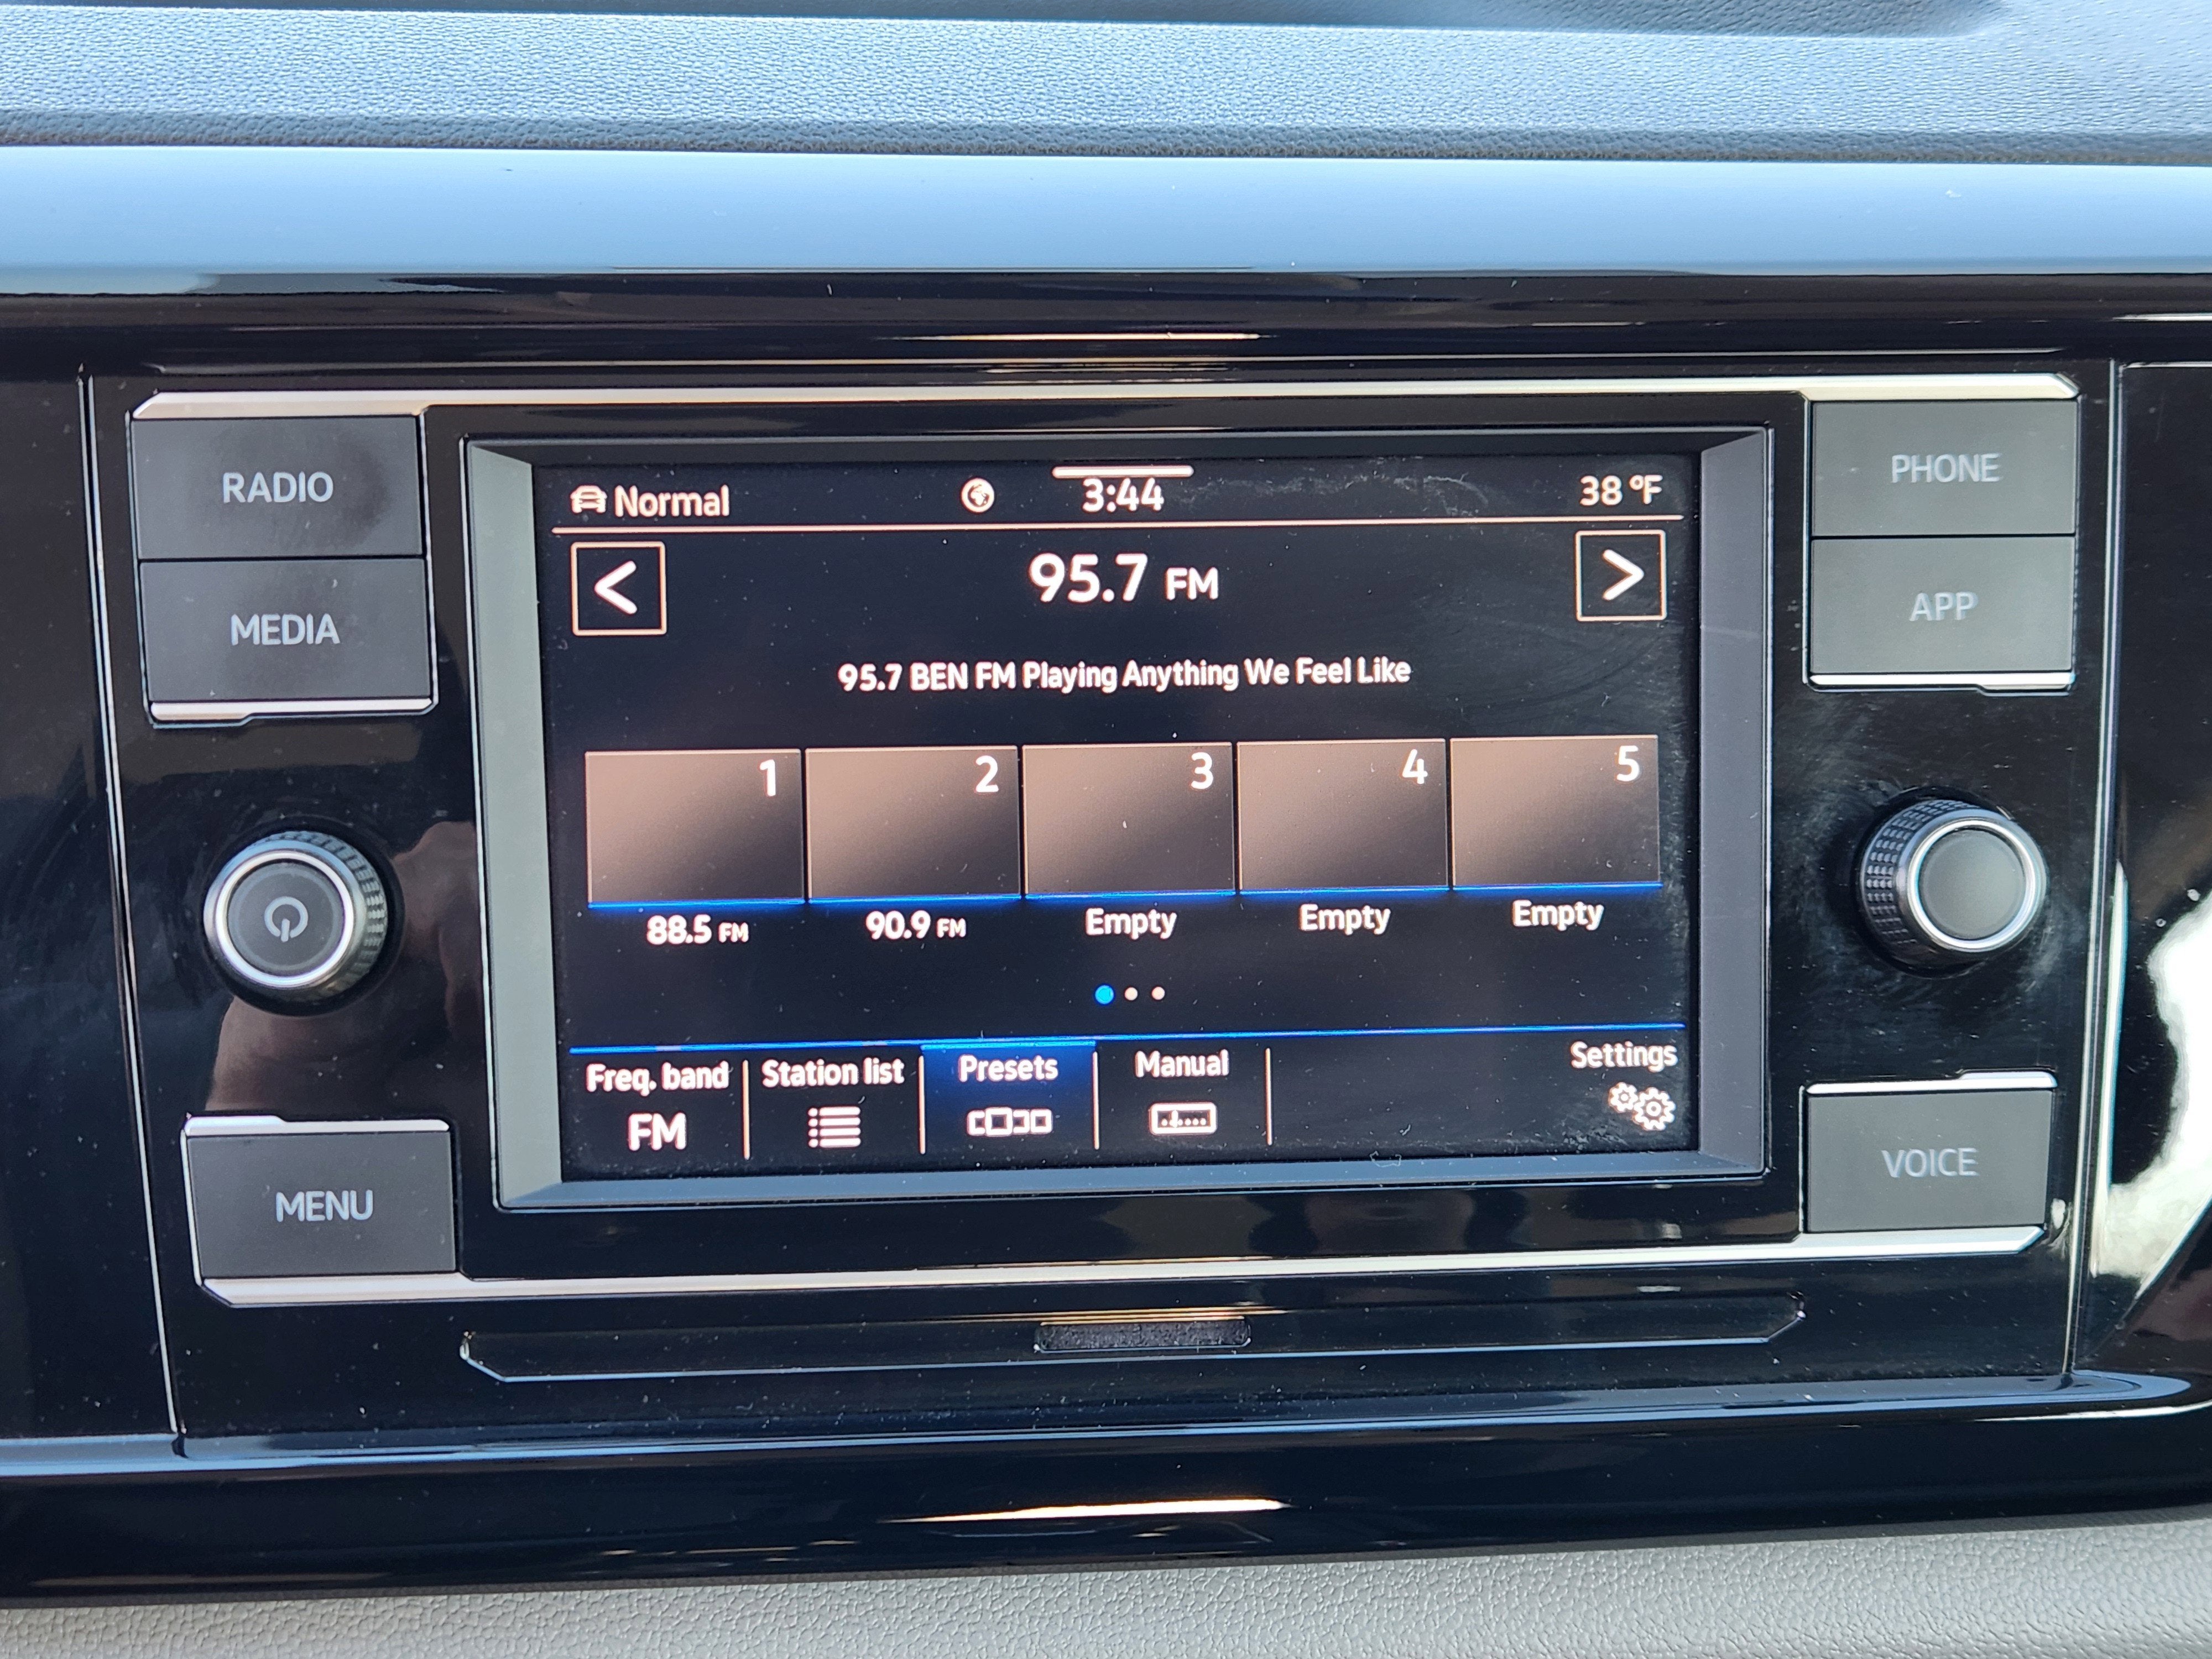 RADIO
MEDIA
MENU
PHONE
APP
VOICE
Normal
3:44
38 °F
<
95.7 FM
>
95.7 BEN FM Playing Anything We Feel Like
1
2
3
4
5
88.5 FM
90.9 FM
Empty
Empty
Empty
Freq. band
FM
Station list
Presets
Manual
Settings